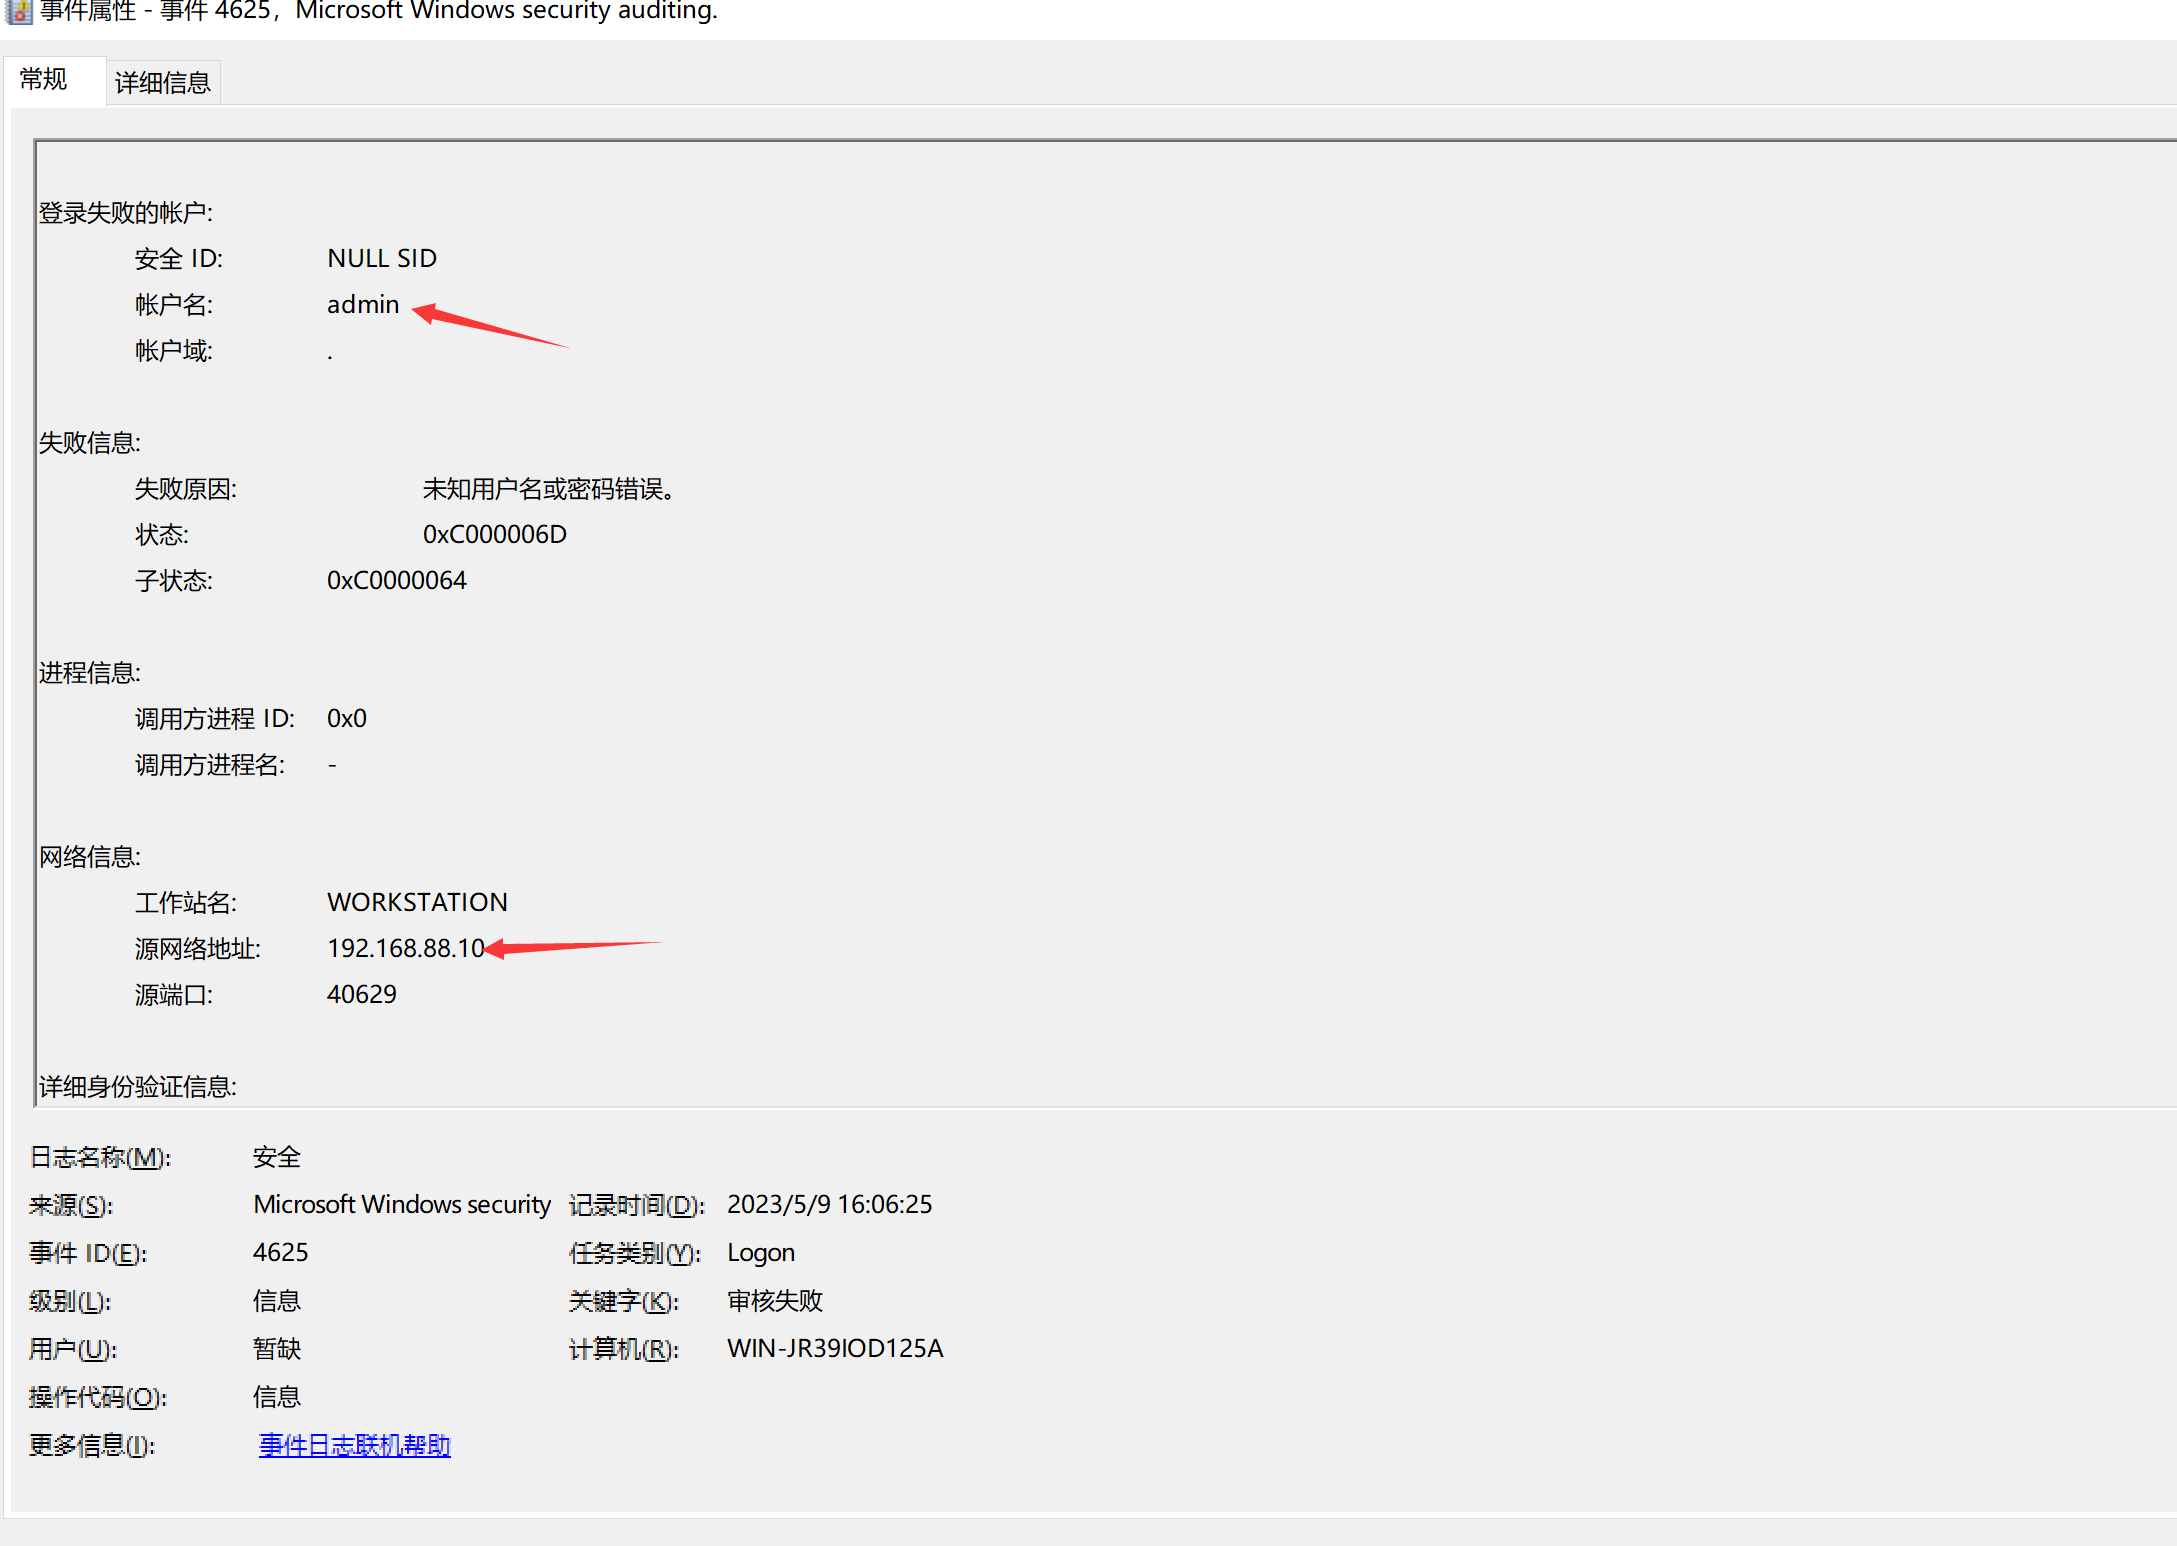 事件属性 - 事件 4625，Microsoft Windows security auditing.
常规 详细信息
登录失败的帐户:
安全 ID: NULL SID
帐户名: admin
帐户域: .
失败信息:
失败原因: 未知用户名或密码错误。
状态: 0xC000006D
子状态: 0xC0000064
进程信息:
调用方进程 ID: 0x0
调用方进程名: -
网络信息:
工作站名: WORKSTATION
源网络地址: 192.168.88.10
源端口: 40629
详细身份验证信息:
日志名称(M): 安全
来源(S): Microsoft Windows security 记录时间(D): 2023/5/9 16:06:25
事件 ID(E): 4625 任务类别(Y): Logon
级别(L): 信息 关键字(K): 审核失败
用户(U): 暂缺 计算机(R): WIN-JR39IOD125A
操作代码(O): 信息
更多信息(I): 事件日志联机帮助